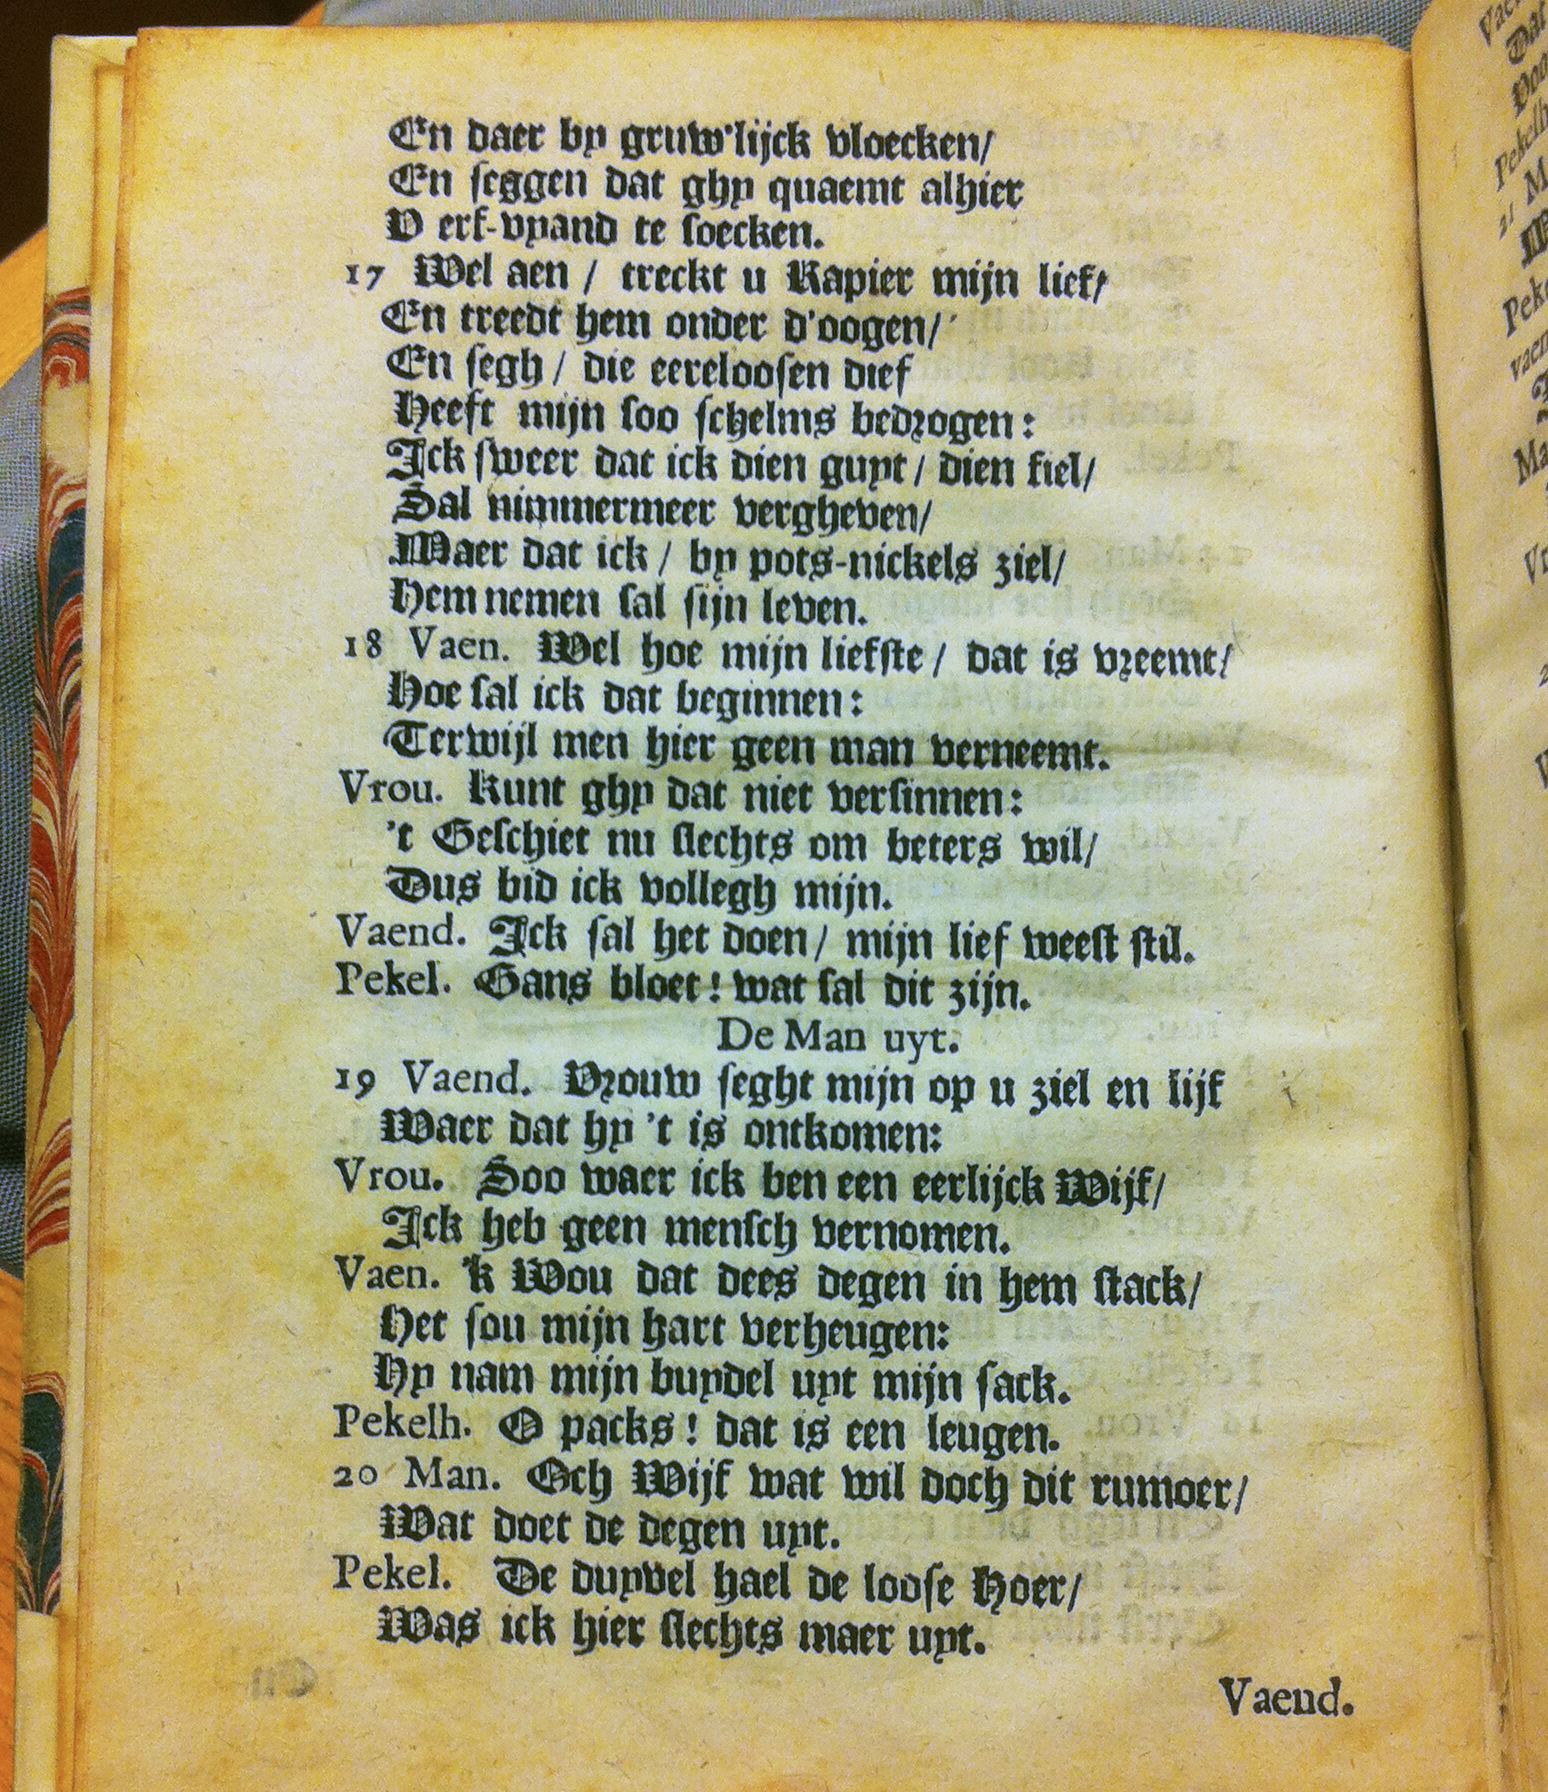 En daer by gruw'lijck vloecken/
En seggen dat ghy quaemt alhier
V erf-vyand te soecken.
17 Wel aen / treckt u Rapier mijn lief/
En treedt hem onder d'oogen/
En segh / die eereloosen dief
Heeft mijn soo schelms bedrogen:
Ick sweer dat ick dien guyt / dien fiel/
Sal nimmermeer vergheven/
Maer dat ick / by pots-nickels ziel/
Hem nemen sal sijn leven.
18 Vaen. Wel hoe mijn liefste / dat is vreemt/
Hoe sal ick dat beginnen:
Terwijl men hier geen man verneemt.
Vrou. Kunt ghy dat niet versinnen:
't Geschiet nu slechts om beters wil/
Dus bid ick vollegh mijn.
Vaend. Ick sal het doen / mijn lief weest stil.
Pekel. Gans bloet! wat sal dit zijn.
De Man uyt.
19 Vaend. Vrouw seght mijn op u ziel en lijf
Waer dat hy 't is ontkomen:
Vrou. Soo waer ick ben een eerlijck Wijf/
Ick heb geen mensch vernomen.
Vaen. 'k Wou dat dees degen in hem stack/
Het sou mijn hart verheugen:
Hy nam mijn buydel uyt mijn sack.
Pekelh. O packs! dat is een leugen.
20 Man. Och Wijf wat wil doch dit rumoer/
Wat doet de degen uyt.
Pekel. De duyvel hael de loose Hoer/
Was ick hier slechts maer uyt.
Vaend.